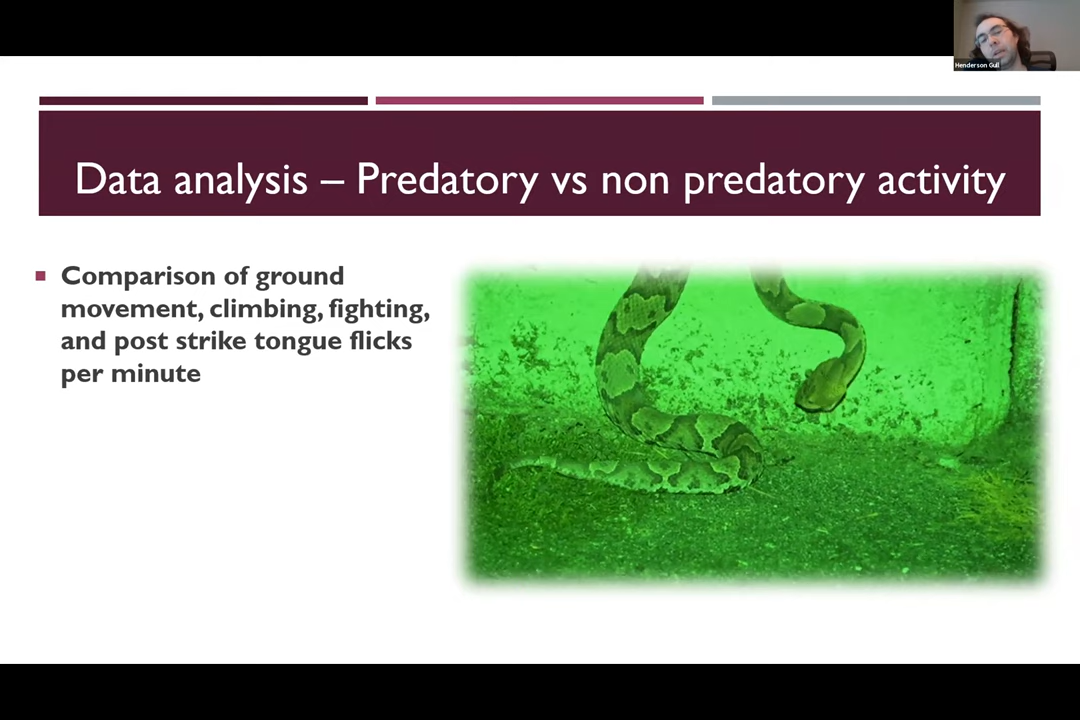 Henderson Gull
Data analysis – Predatory vs non predatory activity
Comparison of ground
movement, climbing, fighting,
and post strike tongue flicks
per minute